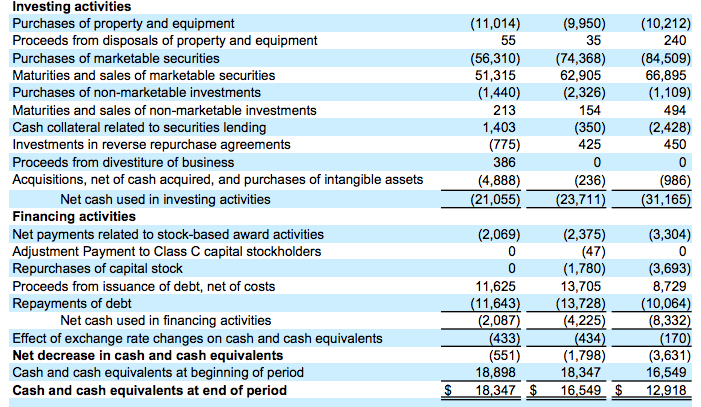 Investing activities
Purchases of property and equipment (11,014) (9,950) (10,212)
Proceeds from disposals of property and equipment 55 35 240
Purchases of marketable securities (56,310) (74,368) (84,509)
Maturities and sales of marketable securities 51,315 62,905 66,895
Purchases of non-marketable investments (1,440) (2,326) (1,109)
Maturities and sales of non-marketable investments 213 154 494
Cash collateral related to securities lending 1,403 (350) (2,428)
Investments in reverse repurchase agreements (775) 425 450
Proceeds from divestiture of business 386 0 0
Acquisitions, net of cash acquired, and purchases of intangible assets (4,888) (236) (986)
Net cash used in investing activities (21,055) (23,711) (31,165)
Financing activities
Net payments related to stock-based award activities (2,069) (2,375) (3,304)
Adjustment Payment to Class C capital stockholders 0 (47) 0
Repurchases of capital stock 0 (1,780) (3,693)
Proceeds from issuance of debt, net of costs 11,625 13,705 8,729
Repayments of debt (11,643) (13,728) (10,064)
Net cash used in financing activities (2,087) (4,225) (8,332)
Effect of exchange rate changes on cash and cash equivalents (433) (434) (170)
Net decrease in cash and cash equivalents (551) (1,798) (3,631)
Cash and cash equivalents at beginning of period 18,898 18,347 16,549
Cash and cash equivalents at end of period $ 18,347 $ 16,549 $ 12,918